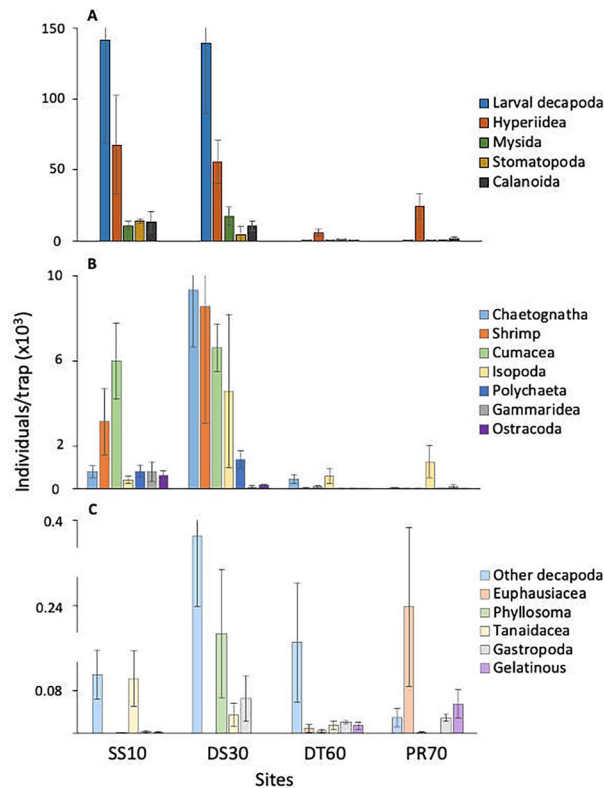 A
150
100
50
0
Larval decapoda
Hyperiidea
Mysida
Stomatopoda
Calanoida
B
10
6
2
0
Chaetognatha
Shrimp
Cumacea
Isopoda
Polychaeta
Gammaridea
Ostracoda
Individuals/trap (x10³)
C
0.4
0.24
0.08
Other decapoda
Euphausiacea
Phyllosoma
Tanaidacea
Gastropoda
Gelatinous
SS10 DS30 DT60 PR70
Sites